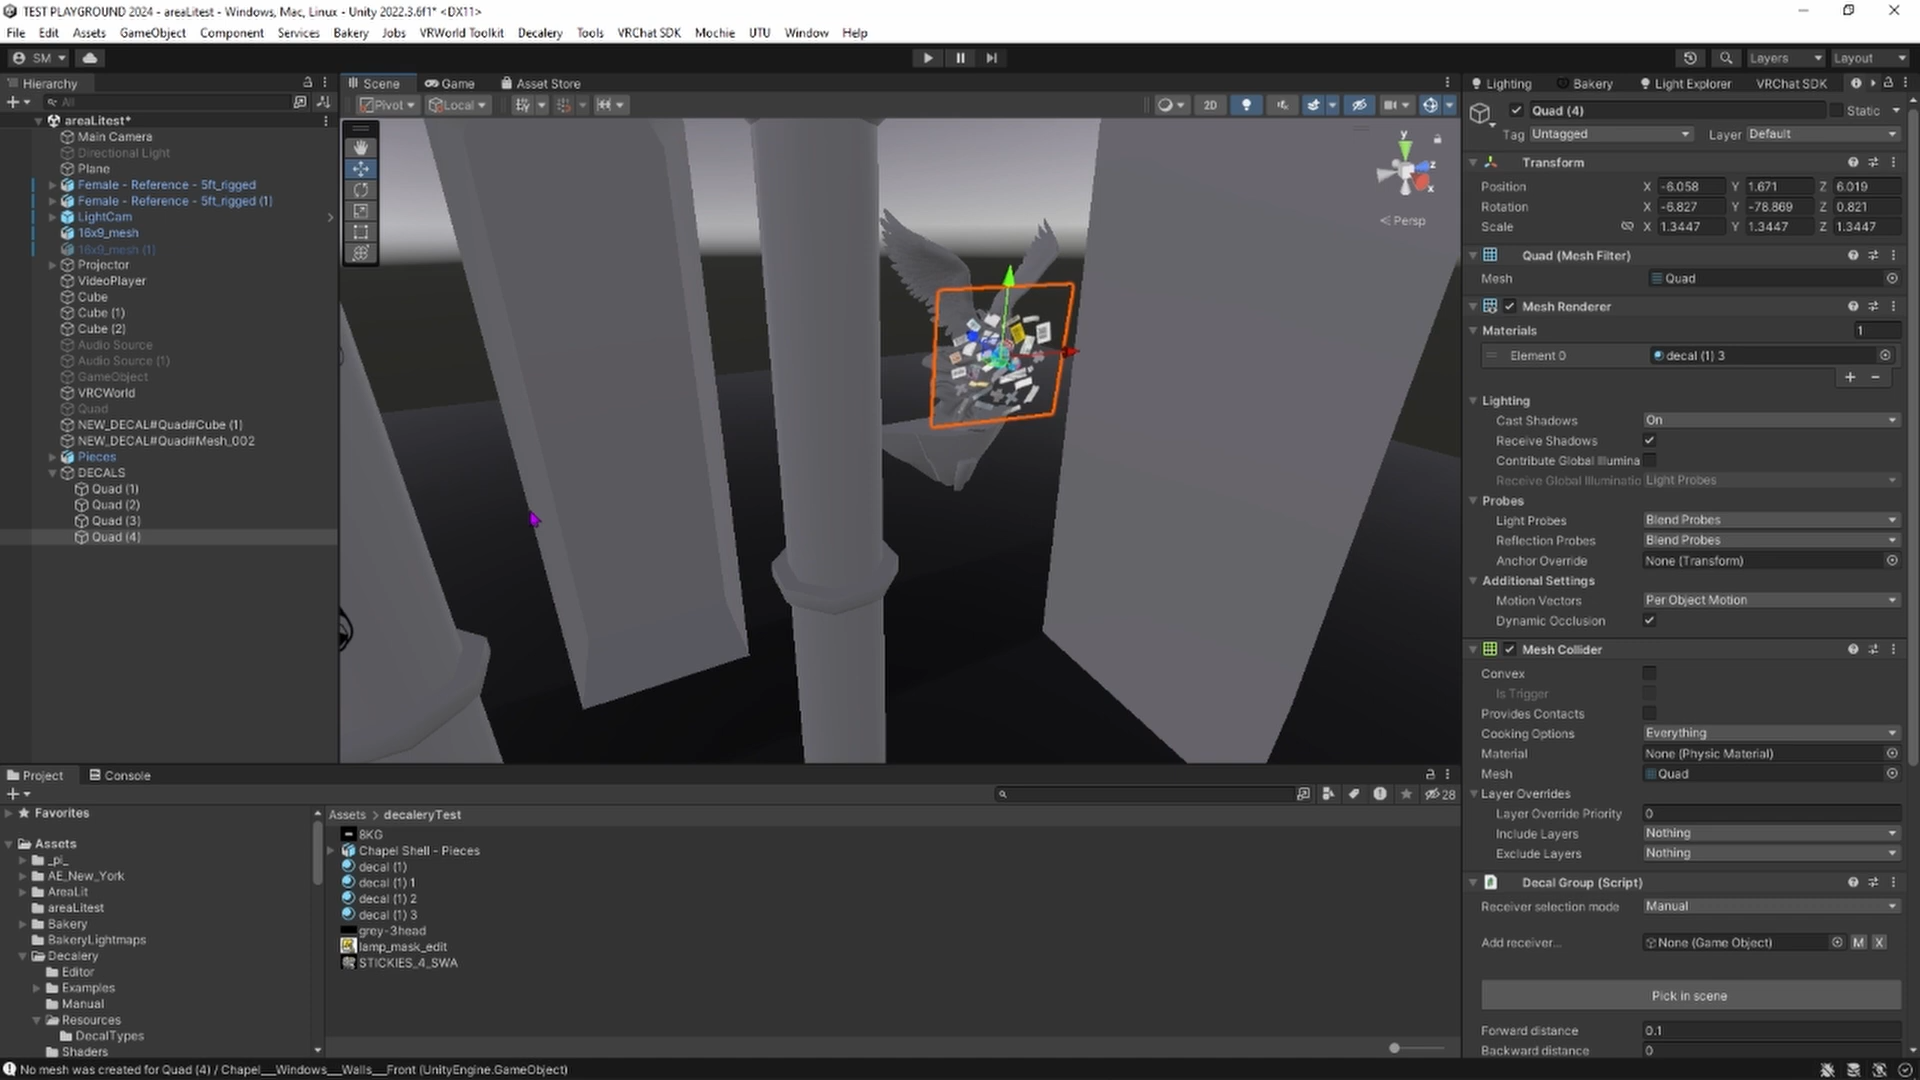 TEST PLAYGROUND 2024 - areaLitest - Windows, Mac, Linux - Unity 2022.3.6f1* <DX11>
File Edit Assets GameObject Component Services Bakery Jobs VRWorld Toolkit Decalery Tools VRChat SDK Mochie UTU Window Help
SM Layers Layout
Hierarchy Scene Game Asset Store Lighting Bakery Light Explorer VRChat SDK
All Pivot Local 2D Quad (4) Static
Tag Untagged Layer Default
areaLitest*
Main Camera
Directional Light
Plane
Female - Reference - 5ft_rigged
Female - Reference - 5ft_rigged (1)
LightCam
16x9_mesh
16x9_mesh (1)
Projector
VideoPlayer
Cube
Cube (1)
Cube (2)
Audio Source
Audio Source (1)
GameObject
VRCWorld
Quad
NEW_DECAL#Quad#Cube (1)
NEW_DECAL#Quad#Mesh_002
Pieces
DECALS
Quad (1)
Quad (2)
Quad (3)
Quad (4)
y
z
x
< Persp
Transform
Position X -6.058 Y 1.671 Z 6.019
Rotation X -6.827 Y -78.869 Z 0.821
Scale X 1.3447 Y 1.3447 Z 1.3447
Quad (Mesh Filter)
Mesh Quad
Mesh Renderer
Materials 1
Element 0 decal (1) 3
Lighting
Cast Shadows On
Receive Shadows
Contribute Global Illumina
Receive Global Illuminatio Light Probes
Probes
Light Probes Blend Probes
Reflection Probes Blend Probes
Anchor Override None (Transform)
Additional Settings
Motion Vectors Per Object Motion
Dynamic Occlusion
Mesh Collider
Convex
Is Trigger
Provides Contacts
Cooking Options Everything
Material None (Physic Material)
Mesh Quad
Layer Overrides
Layer Override Priority 0
Include Layers Nothing
Exclude Layers Nothing
Decal Group (Script)
Receiver selection mode Manual
Add receiver... None (Game Object) M X
Pick in scene
Forward distance 0.1
Backward distance 0
Project Console
28
Favorites
Assets
_pi_
AE_New_York
AreaLit
areaLitest
Bakery
BakeryLightmaps
Decalery
Editor
Examples
Manual
Resources
DecalTypes
Shaders
Assets > decaleryTest
8KG
Chapel Shell - Pieces
decal (1)
decal (1) 1
decal (1) 2
decal (1) 3
grey-3head
lamp_mask_edit
STICKIES_4_SWA
No mesh was created for Quad (4) / Chapel__Windows__Walls__Front (UnityEngine.GameObject)